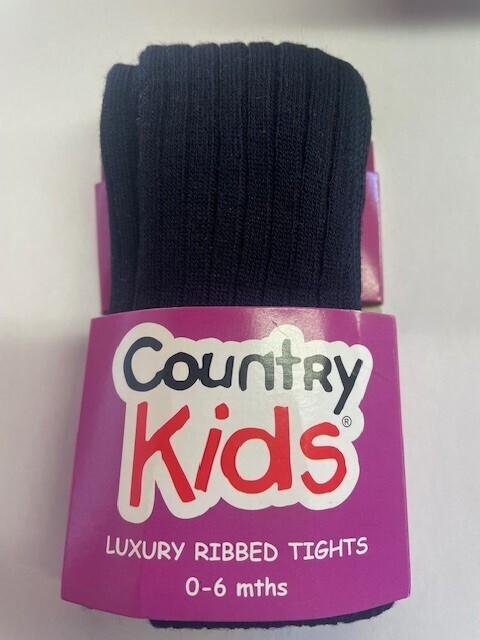 Country
Kids®
LUXURY RIBBED TIGHTS
0-6 mths